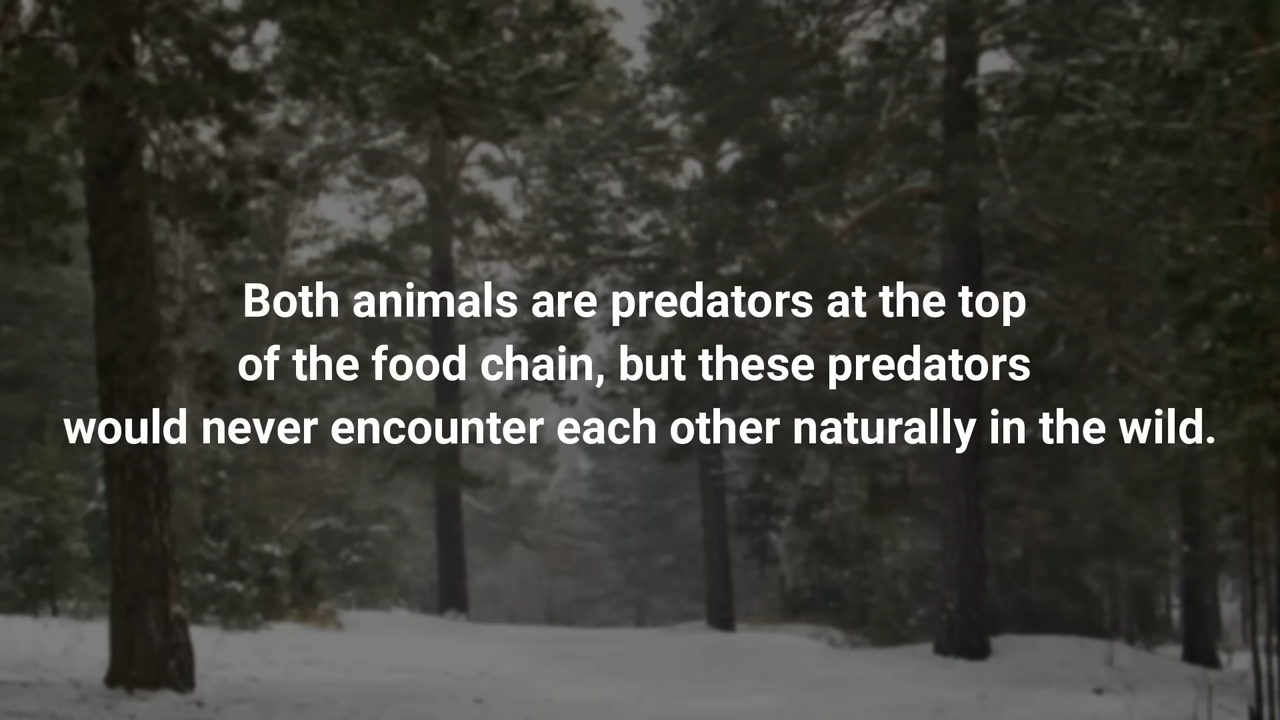 Both animals are predators at the top
of the food chain, but these predators
would never encounter each other naturally in the wild.